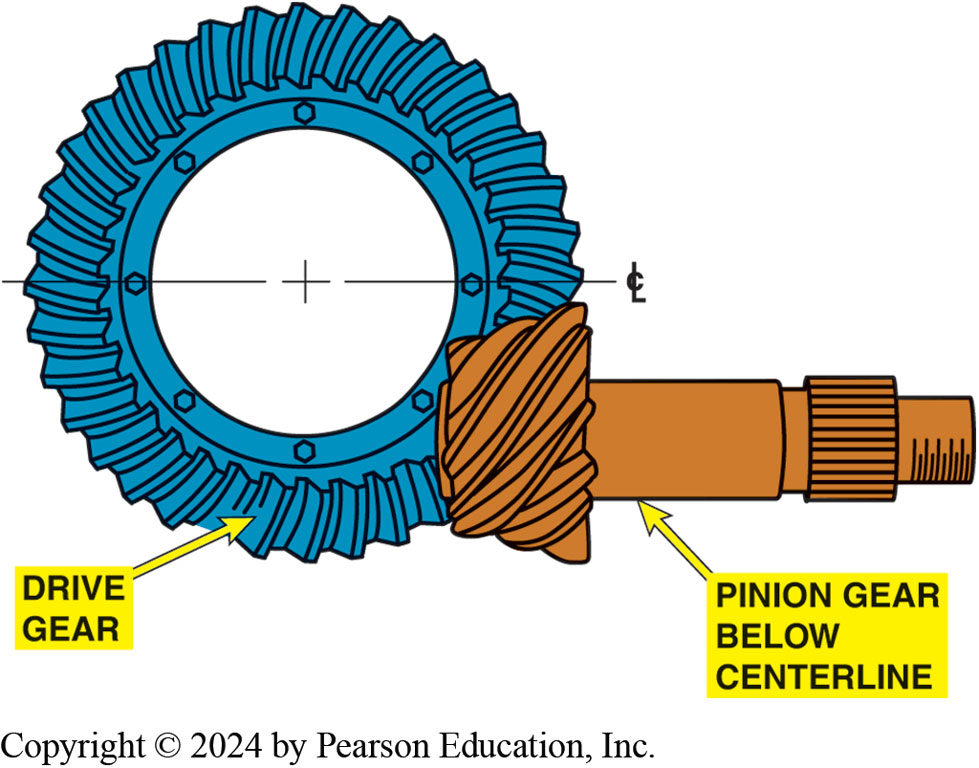 ℄
DRIVE
GEAR
PINION GEAR
BELOW
CENTERLINE
Copyright © 2024 by Pearson Education, Inc.